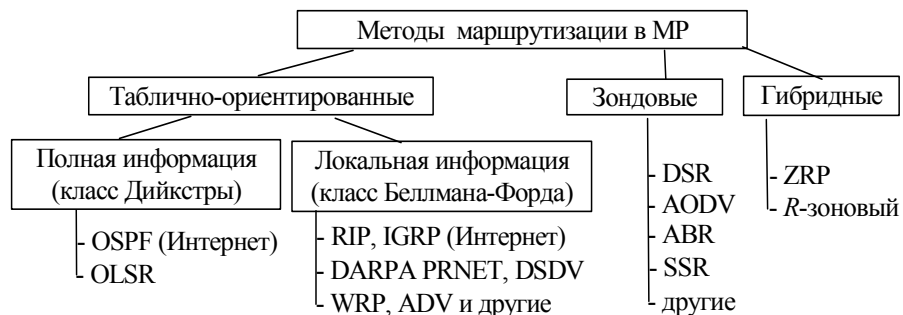 Методы маршрутизации в МР
Таблично-ориентированные
Зондовые
Гибридные
Полная информация
(класс Дийкстры)
Локальная информация
(класс Беллмана-Форда)
- OSPF (Интернет)
- OLSR
- RIP, IGRP (Интернет)
- DARPA PRNET, DSDV
- WRP, ADV и другие
- DSR
- AODV
- ABR
- SSR
- другие
- ZRP
- R-зоновый